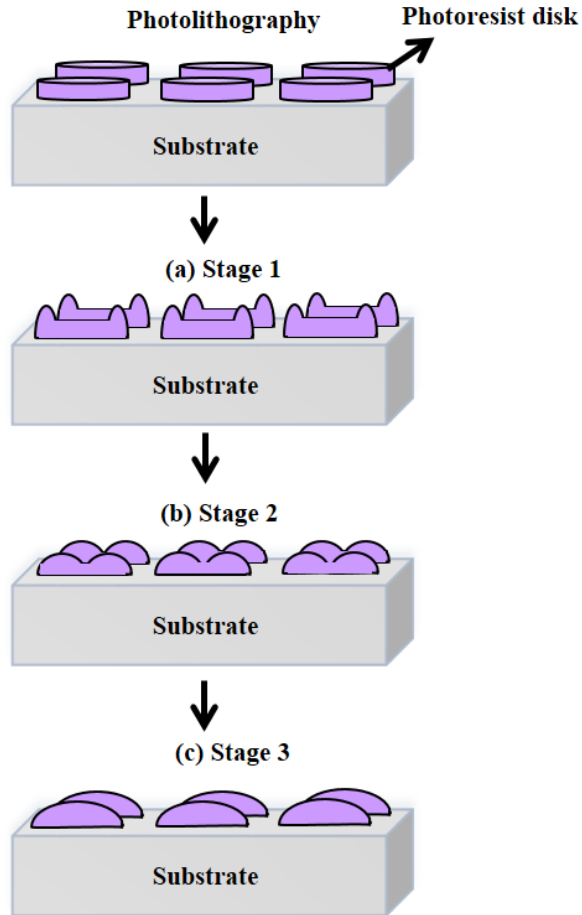 Photolithography
Photoresist disk
Substrate
(a) Stage 1
Substrate
(b) Stage 2
Substrate
(c) Stage 3
Substrate